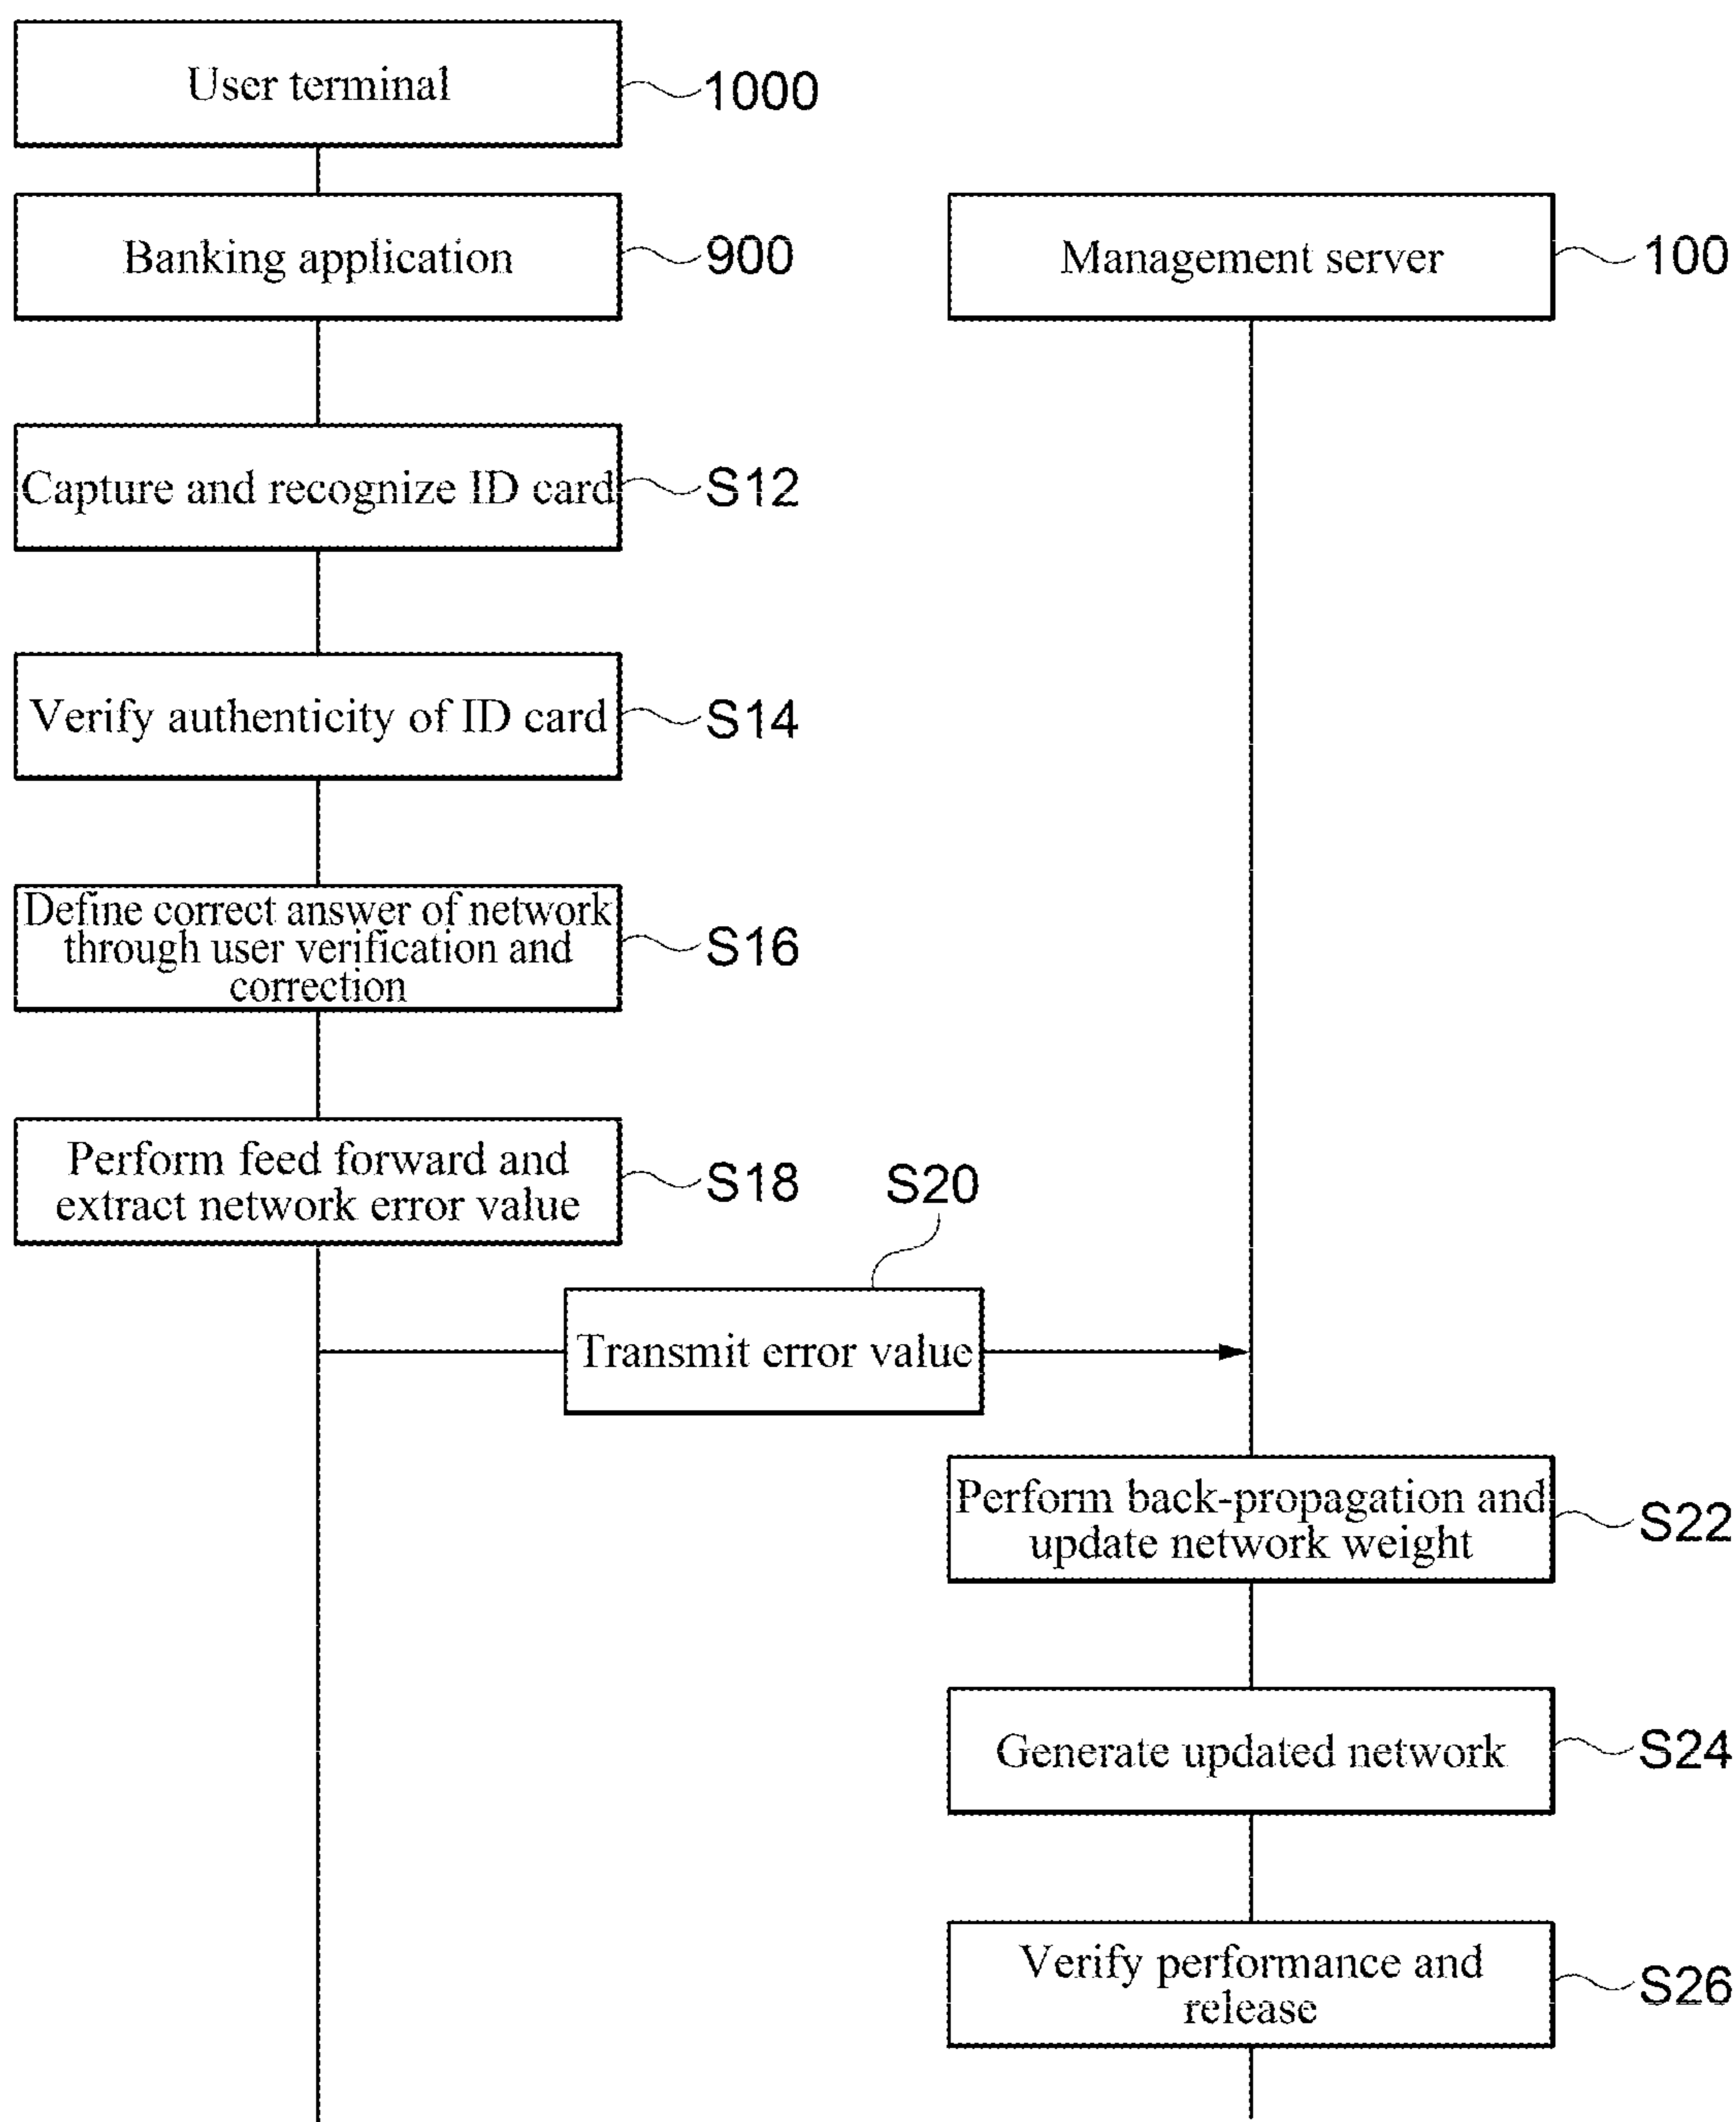 User terminal
1000
Banking application
900
Management server
100
Capture and recognize ID card
S12
Verify authenticity of ID card
S14
Define correct answer of network
through user verification and
correction
S16
Perform feed forward and
extract network error value
S18
S20
Transmit error value
Perform back-propagation and
update network weight
S22
Generate updated network
S24
Verify performance and
release
S26